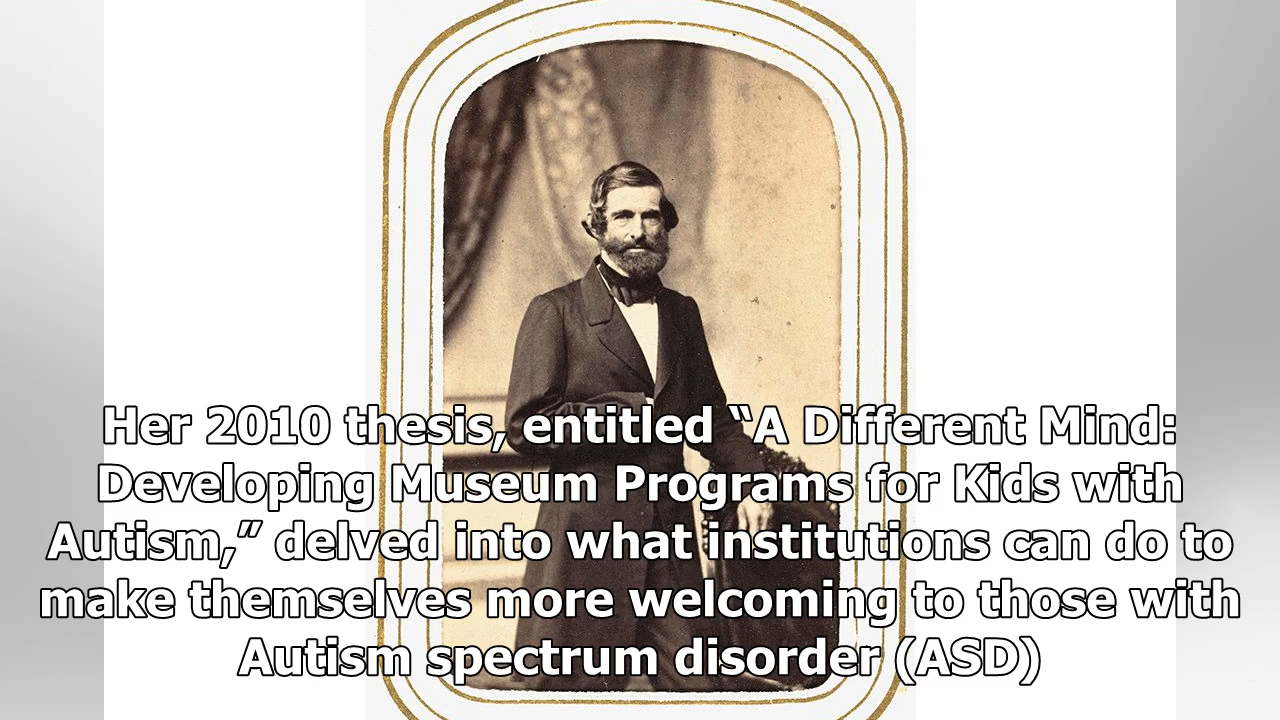 Her 2010 thesis, entitled “A Different Mind:
Developing Museum Programs for Kids with
Autism,” delved into what institutions can do to
make themselves more welcoming to those with
Autism spectrum disorder (ASD)